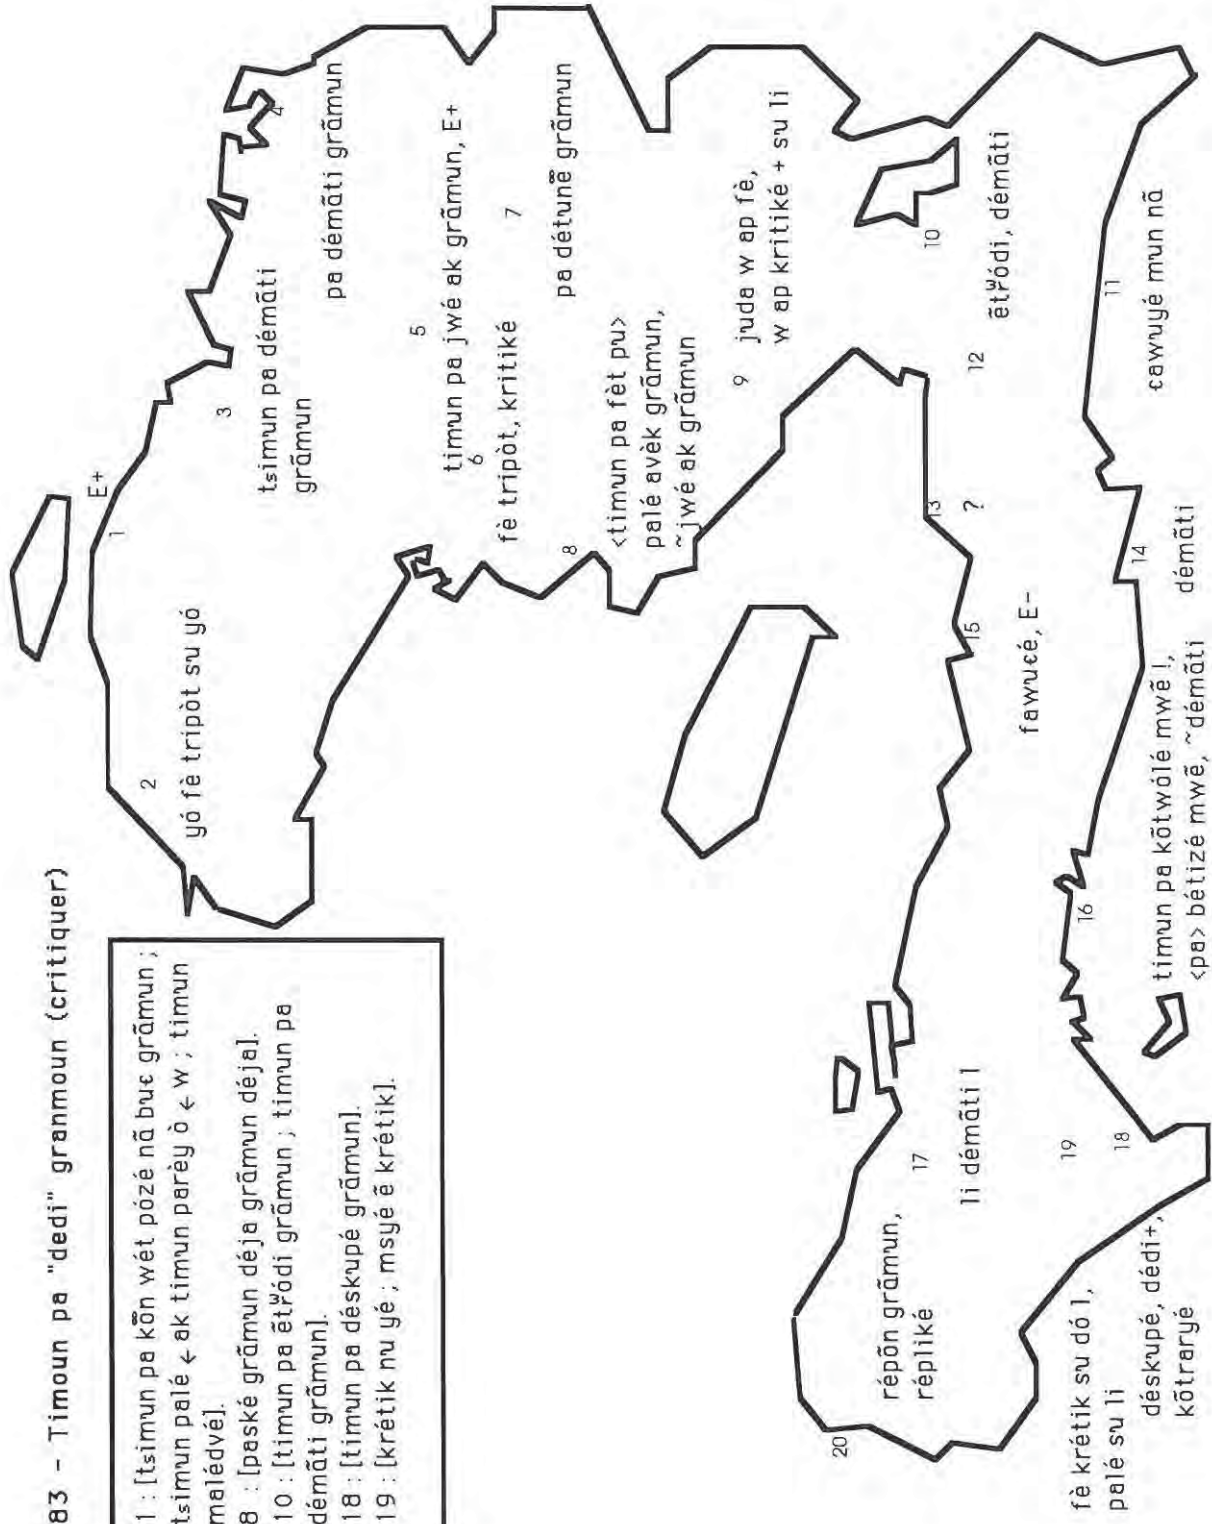 83 - Timoun pa "dedi" granmoun (critiquer)
1 : [tsimun pa kõn wét pózé nã buɛ grãmun ;
tsimun palé ← ak timun parèy ò ← w ; timun
malédvé].
8 : [paské grãmun déja grãmun déja].
10 : [timun pa ẽtřódi grãmun ; timun pa
démãti grãmun].
18 : [timun pa déskupé grãmun].
19 : [krétik nu yé ; msyé ẽ krétik].
1
E+
2
yó fè tripòt su yó
3
tsimun pa démãti
grãmun
4
pa démãti grãmun
5
timun pa jwé ak grãmun, E+
6
fè tripòt, kritiké
7
pa détunẽ grãmun
8
<timun pa fèt pu>
palé avèk grãmun,
~jwé ak grãmun
9
juda w ap fè,
w ap kritiké + su li
10
ẽtřódi, démãti
11
ɛawuyé mun nã
12
13
?
14
démãti
15
fawuɛé, E-
16
timun pa kõtwólé mwẽ !,
<pa> bétizé mwẽ, ~démãti
17
li démãti l
18
déskupé, dédi+,
kõtraryé
19
fè krétik su dó l,
palé su li
20
répõn grãmun,
répliké